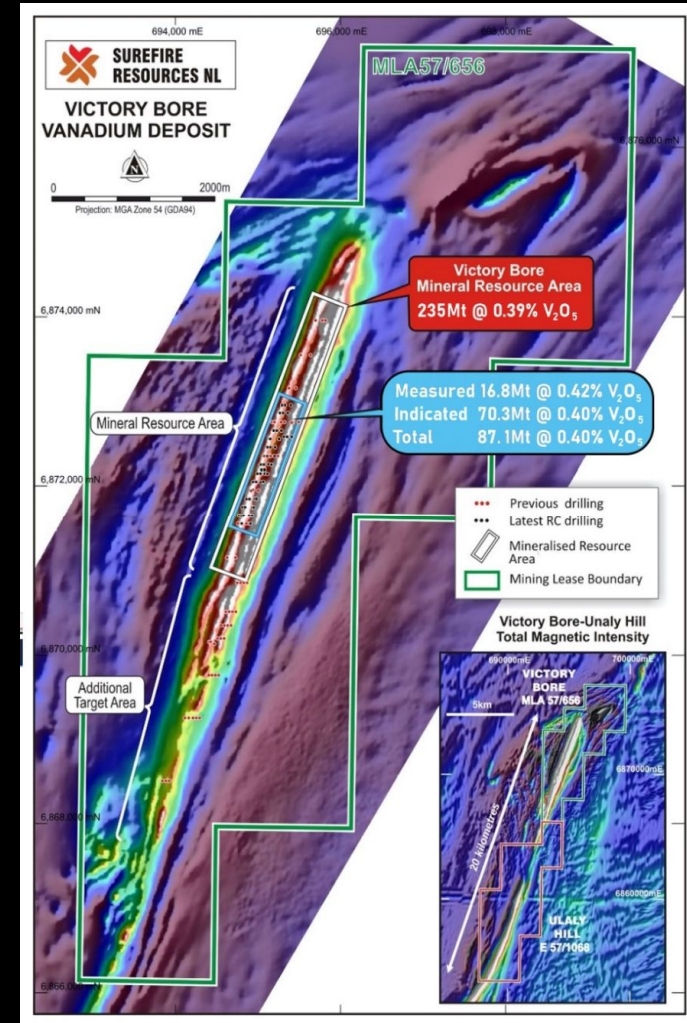 694,000 mE
696,000 mE
SUREFIRE
RESOURCES NL
VICTORY BORE
VANADIUM DEPOSIT
N
0 2000m
Projection: MGA Zone 54 (GDA94)
MLA57/656
6,876,000 mN
6,874,000 mN
Victory Bore
Mineral Resource Area
235Mt @ 0.39% V₂O₅
Measured 16.8Mt @ 0.42% V₂O₅
Indicated 70.3Mt @ 0.40% V₂O₅
Total 87.1Mt @ 0.40% V₂O₅
Mineral Resource Area
6,872,000 mN
Previous drilling
Latest RC drilling
Mineralised Resource
Area
Mining Lease Boundary
6,870,000 mN
Additional
Target Area
6,868,000 mN
6,866,000 mN
Victory Bore-Unaly Hill
Total Magnetic Intensity
690000mE
700000mE
VICTORY
BORE
MLA 57/656
5km
6870000mE
20 kilometres
6860000mE
ULALY
HILL
E 57/1068